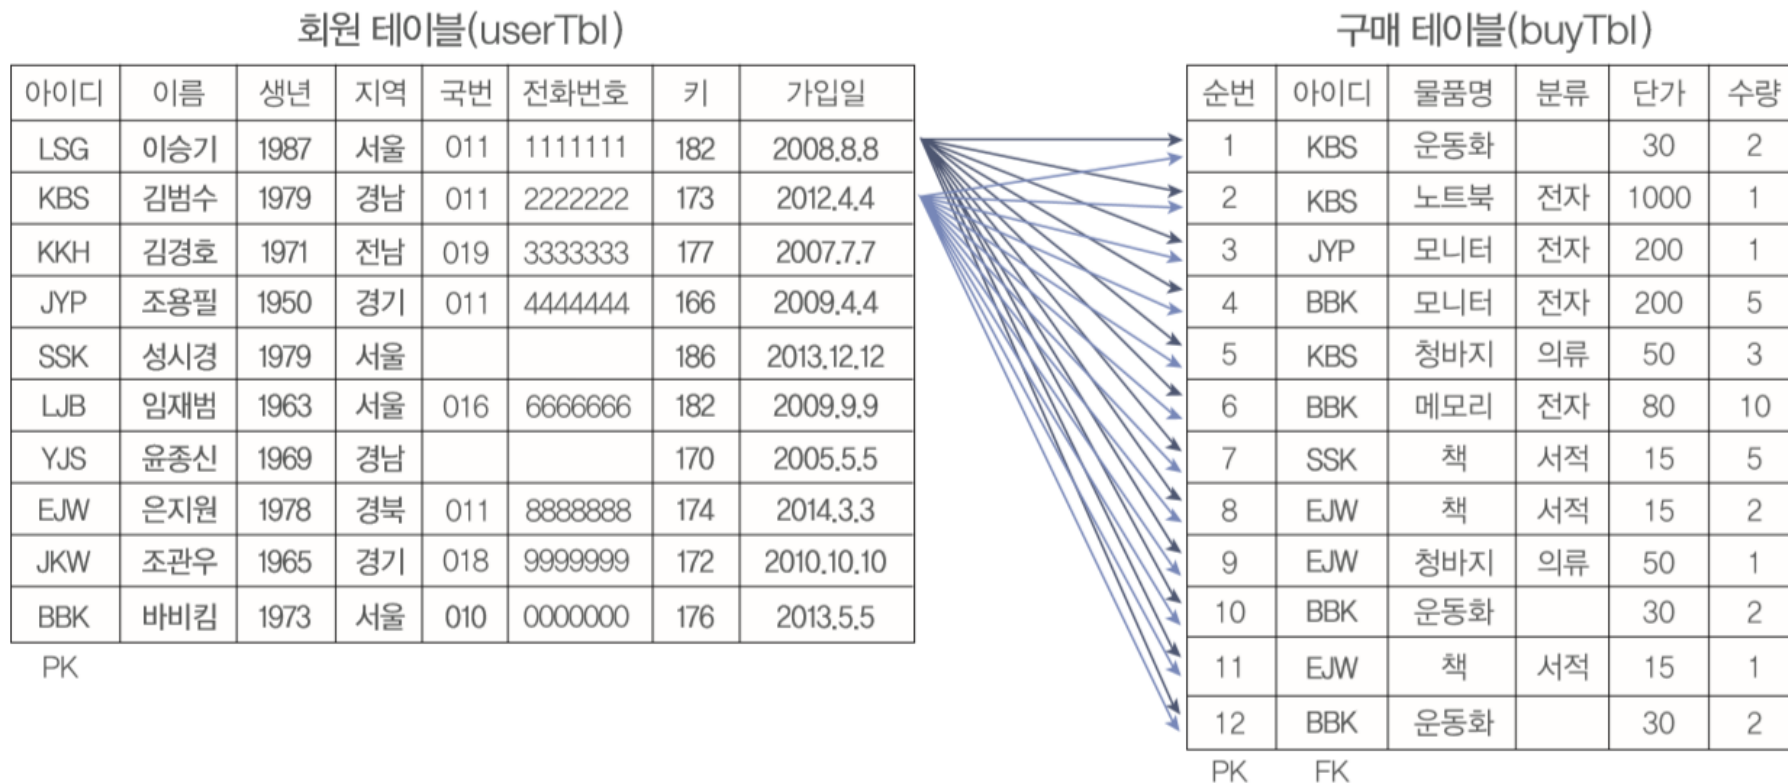 회원 테이블(userTbl)
아이디 이름 생년 지역 국번 전화번호 키 가입일
LSG 이승기 1987 서울 011 1111111 182 2008.8.8
KBS 김범수 1979 경남 011 2222222 173 2012.4.4
KKH 김경호 1971 전남 019 3333333 177 2007.7.7
JYP 조용필 1950 경기 011 4444444 166 2009.4.4
SSK 성시경 1979 서울 186 2013.12.12
LJB 임재범 1963 서울 016 6666666 182 2009.9.9
YJS 윤종신 1969 경남 170 2005.5.5
EJW 은지원 1978 경북 011 8888888 174 2014.3.3
JKW 조관우 1965 경기 018 9999999 172 2010.10.10
BBK 바비킴 1973 서울 010 0000000 176 2013.5.5
PK
구매 테이블(buyTbl)
순번 아이디 물품명 분류 단가 수량
1 KBS 운동화 30 2
2 KBS 노트북 전자 1000 1
3 JYP 모니터 전자 200 1
4 BBK 모니터 전자 200 5
5 KBS 청바지 의류 50 3
6 BBK 메모리 전자 80 10
7 SSK 책 서적 15 5
8 EJW 책 서적 15 2
9 EJW 청바지 의류 50 1
10 BBK 운동화 30 2
11 EJW 책 서적 15 1
12 BBK 운동화 30 2
PK FK